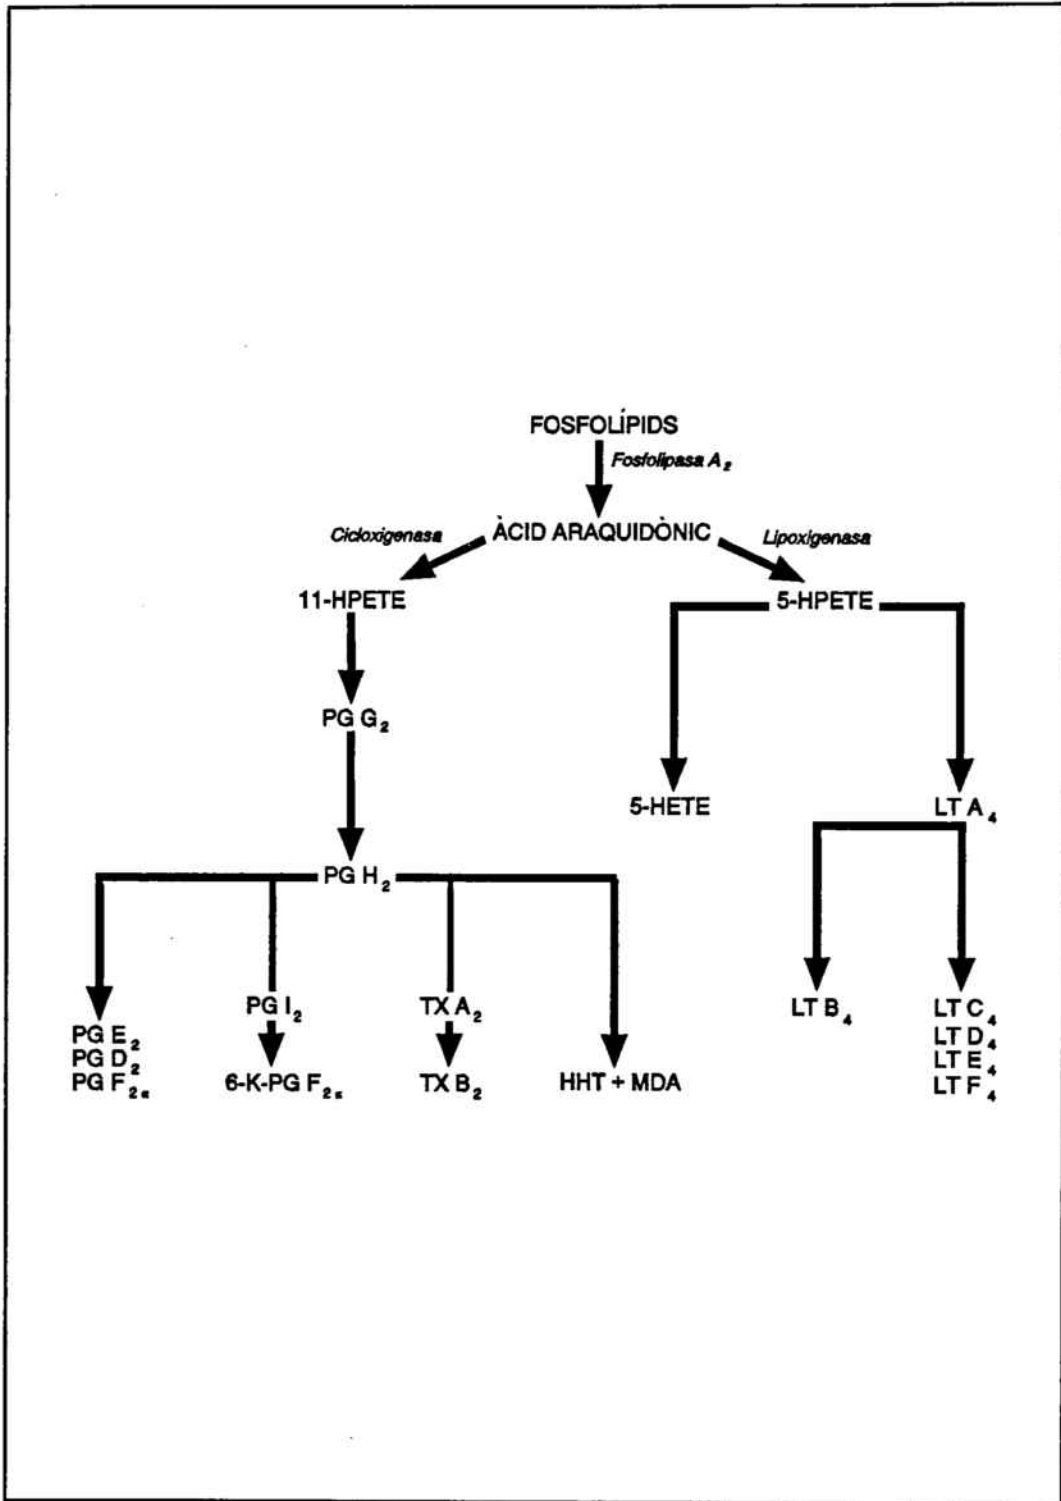 FOSFOLÍPIDS
Fosfolipasa A₂
Cicloxigenasa
ÀCID ARAQUIDÒNIC
Lipoxigenasa
11-HPETE
5-HPETE
PG G₂
5-HETE
LT A₄
PG H₂
PG I₂
TX A₂
LT B₄
LT C₄
LT D₄
LT E₄
LT F₄
PG E₂
PG D₂
PG F₂α
6-K-PG F₂α
TX B₂
HHT + MDA